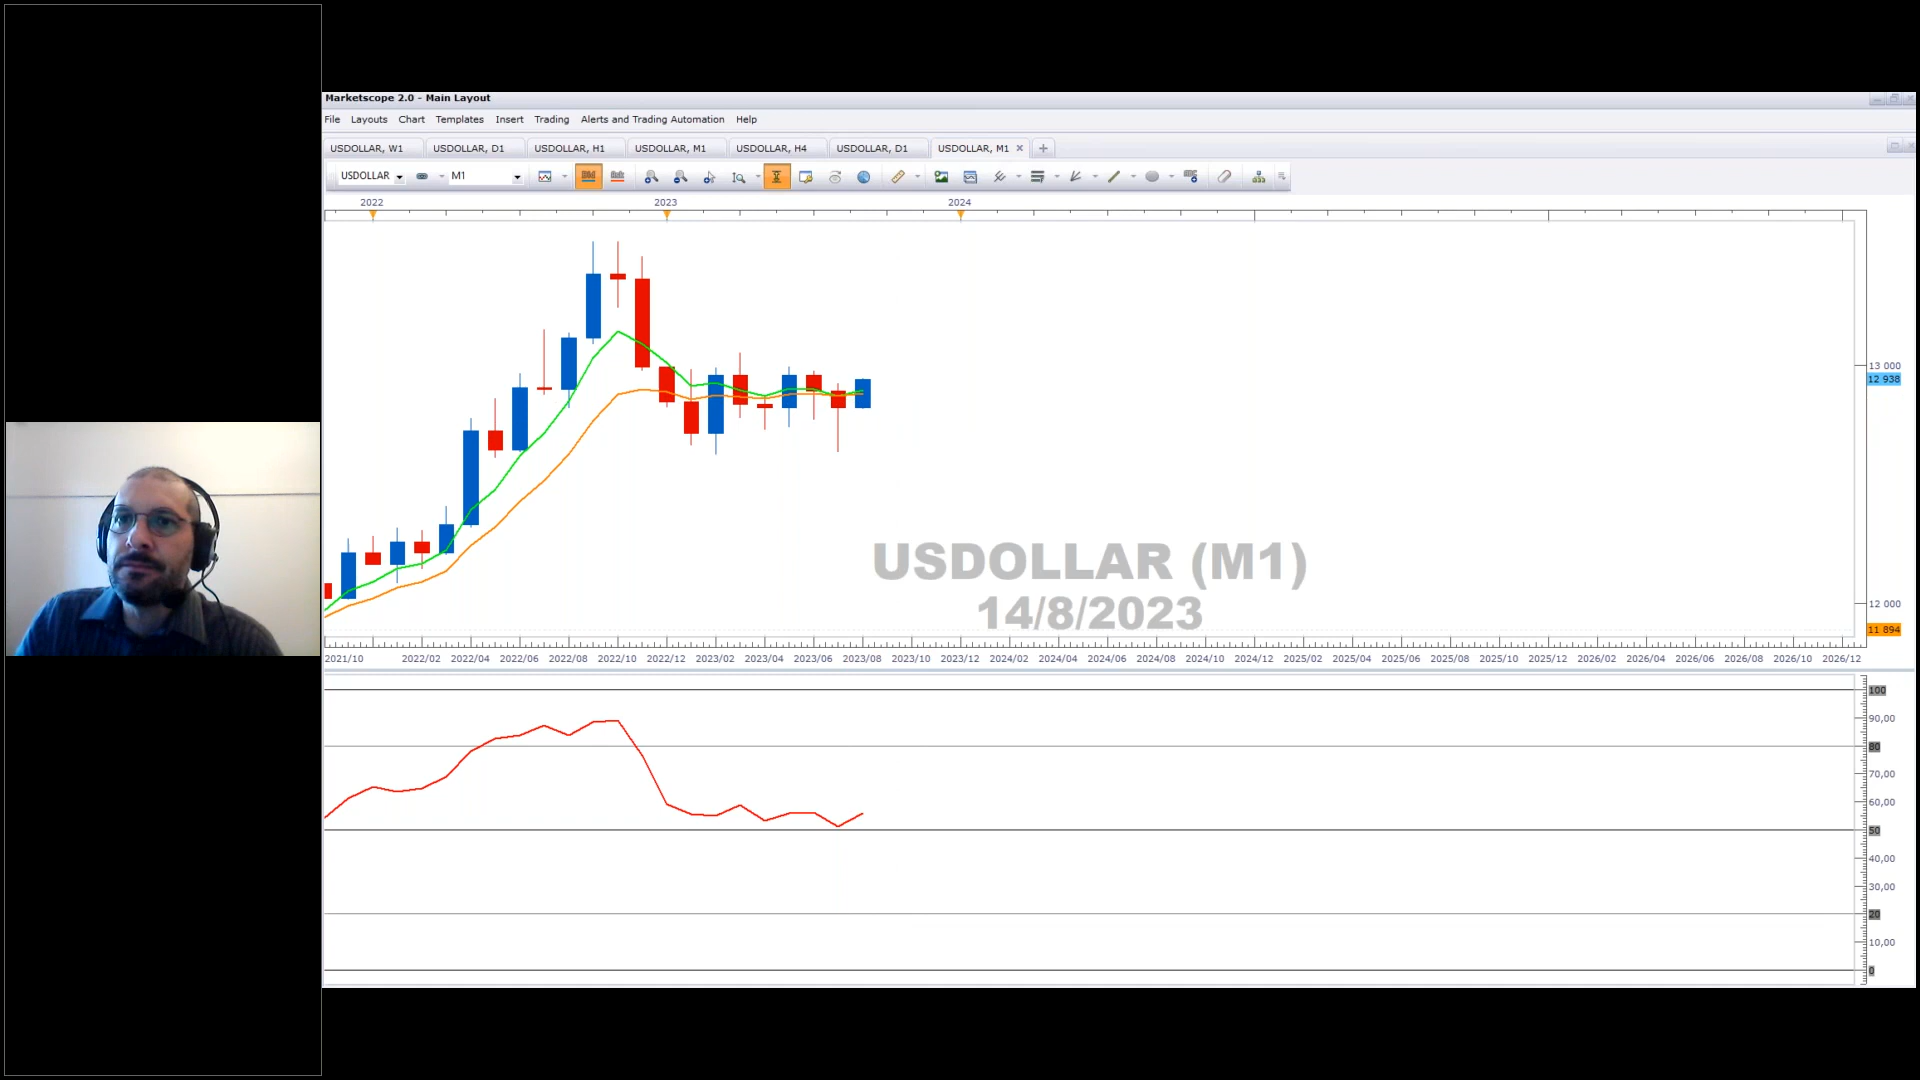 Marketscope 2.0 - Main Layout
File Layouts Chart Templates Insert Trading Alerts and Trading Automation Help
USDOLLAR, W1 USDOLLAR, D1 USDOLLAR, H1 USDOLLAR, M1 USDOLLAR, H4 USDOLLAR, D1 USDOLLAR, M1
USDOLLAR M1
2022 2023 2024
13 000
12 938
USDOLLAR (M1)
14/8/2023
12 000
11 894
2021/10 2022/02 2022/04 2022/06 2022/08 2022/10 2022/12 2023/02 2023/04 2023/06 2023/08 2023/10 2023/12 2024/02 2024/04 2024/06 2024/08 2024/10 2024/12 2025/02 2025/04 2025/06 2025/08 2025/10 2025/12 2026/02 2026/04 2026/06 2026/08 2026/10 2026/12
100
90,00
80
70,00
60,00
50
40,00
30,00
20
10,00
0